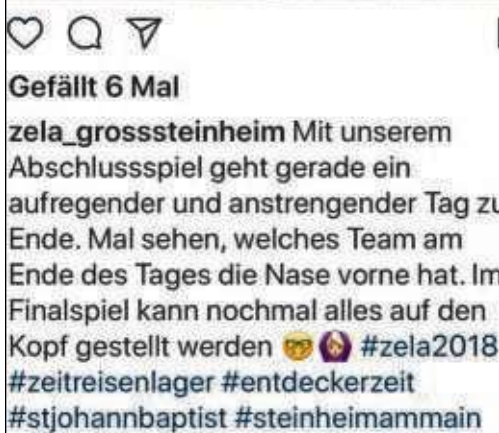 Gefällt 6 Mal
zela_grosssteinheim Mit unserem
Abschlussspiel geht gerade ein
aufregender und anstrengender Tag zu
Ende. Mal sehen, welches Team am
Ende des Tages die Nase vorne hat. Im
Finalspiel kann nochmal alles auf den
Kopf gestellt werden 🤓🙆 #zela2018
#zeitreisenlager #entdeckerzeit
#stjohannbaptist #steinheimammain